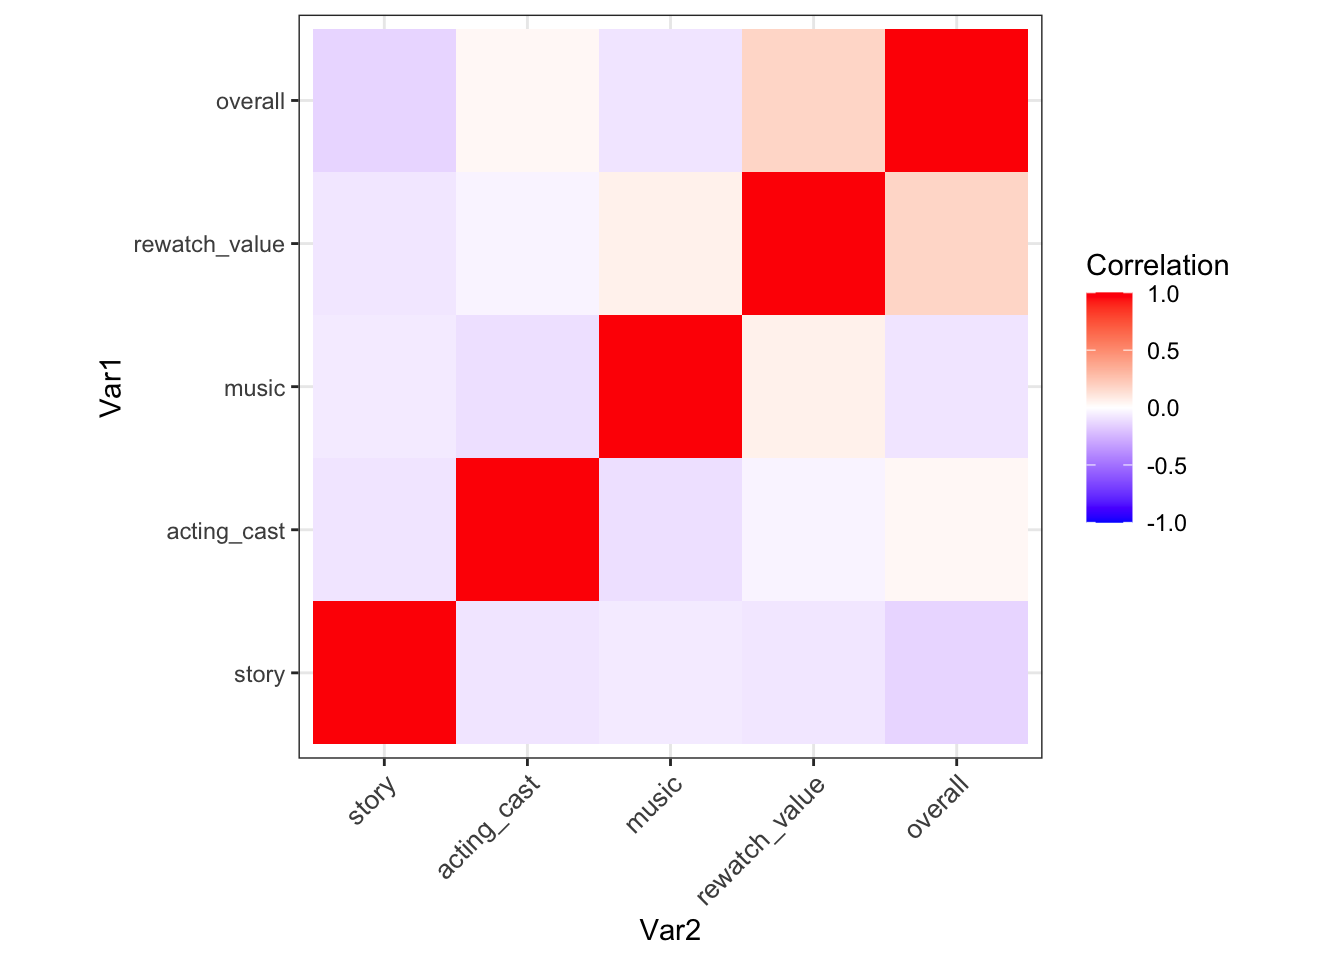 overall
rewatch_value
music
acting_cast
story
Var1
story
acting_cast
music
rewatch_value
overall
Var2
Correlation
1.0
0.5
0.0
-0.5
-1.0